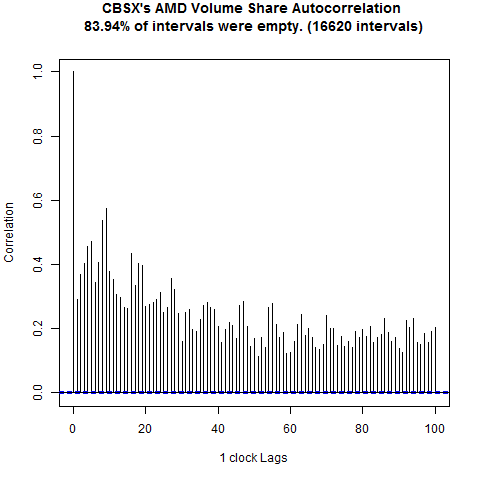 CBSX's AMD Volume Share Autocorrelation
83.94% of intervals were empty. (16620 intervals)
1.0
0.8
0.6
0.4
0.2
0.0
Correlation
0 20 40 60 80 100
1 clock Lags